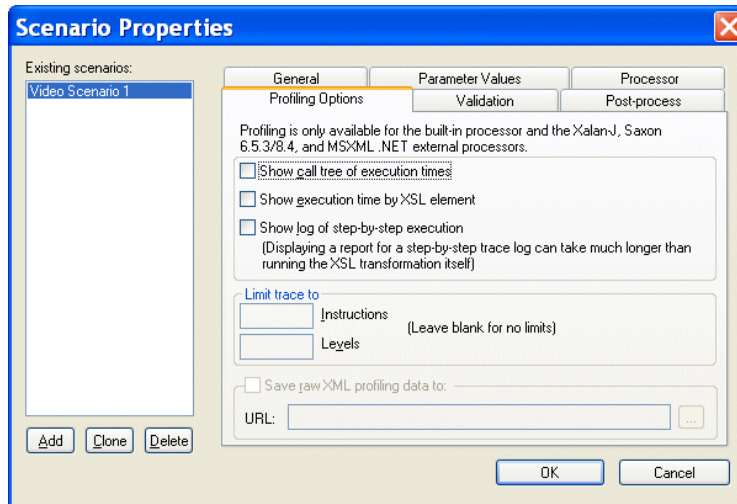 Scenario Properties
Existing scenarios:
Video Scenario 1
Add
Clone
Delete
General
Parameter Values
Processor
Profiling Options
Validation
Post-process
Profiling is only available for the built-in processor and the Xalan-J, Saxon
6.5.3/8.4, and MSXML .NET external processors.
Show call tree of execution times
Show execution time by XSL element
Show log of step-by-step execution
(Displaying a report for a step-by-step trace log can take much longer than
running the XSL transformation itself)
Limit trace to
Instructions
(Leave blank for no limits)
Levels
Save raw XML profiling data to:
URL:
...
OK
Cancel